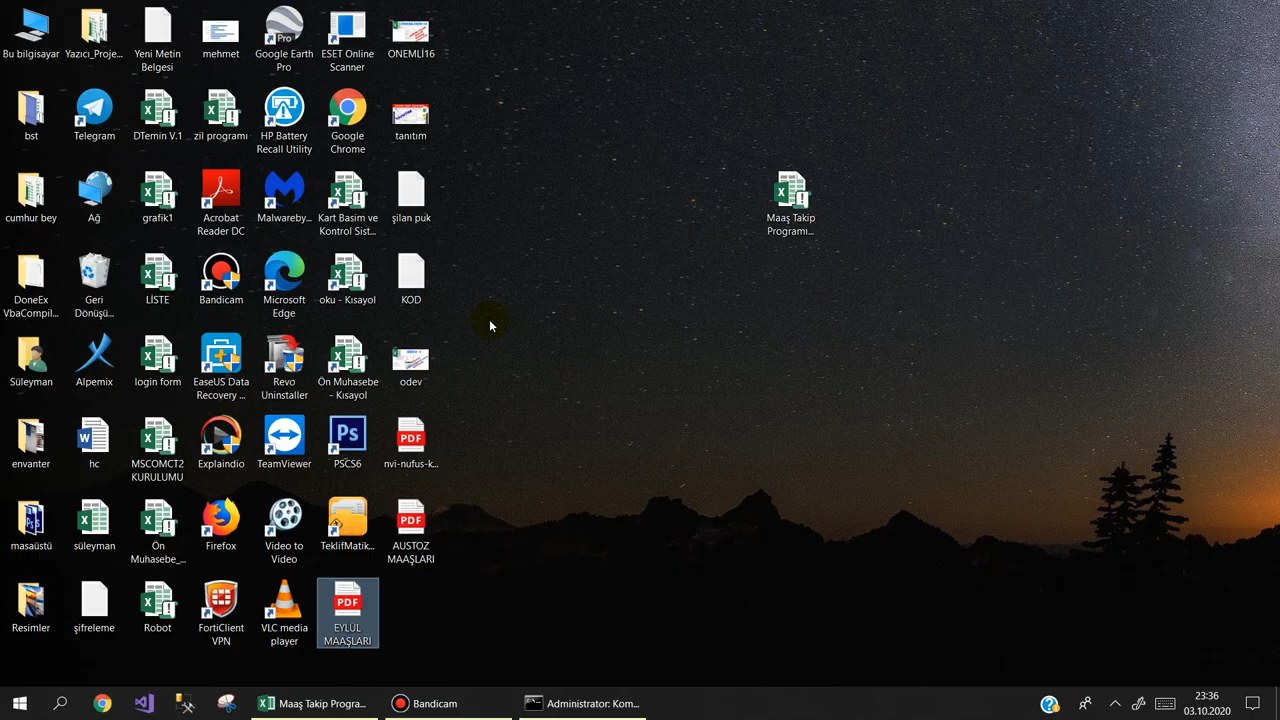 Bu bilgisayar
Yazıcı_Proje...
Yeni Metin
Belgesi
mehmet
Google Earth
Pro
ESET Online
Scanner
ONEMLİ16
bst
Telegram
DTemin V.1
zil programı
HP Battery
Recall Utility
Google
Chrome
tanıtım
cumhur bey
Ağ
grafik1
Acrobat
Reader DC
Malwareby...
Kart Basim ve
Kontrol Sist...
şilan puk
Maaş Takip
Programı...
DoneEx
VbaCompil...
Geri
Dönüşü...
LİSTE
Bandicam
Microsoft
Edge
oku - Kısayol
KOD
Süleyman
Alpemix
login form
EaseUS Data
Recovery ...
Revo
Uninstaller
Ön Muhasebe
- Kısayol
odev
envanter
hc
MSCOMCT2
KURULUMU
Explaindio
TeamViewer
PSCS6
nvi-nufus-k...
masaüstü
süleyman
Ön
Muhasebe_...
Firefox
Video to
Video
TeklifMatik...
AUSTOZ
MAAŞLARI
Resimler
şifreleme
Robot
FortiClient
VPN
VLC media
player
EYLÜL
MAAŞLARI
Maaş Takip Progra...
Bandicam
Administrator: Kom...
23:36
03.10.2020